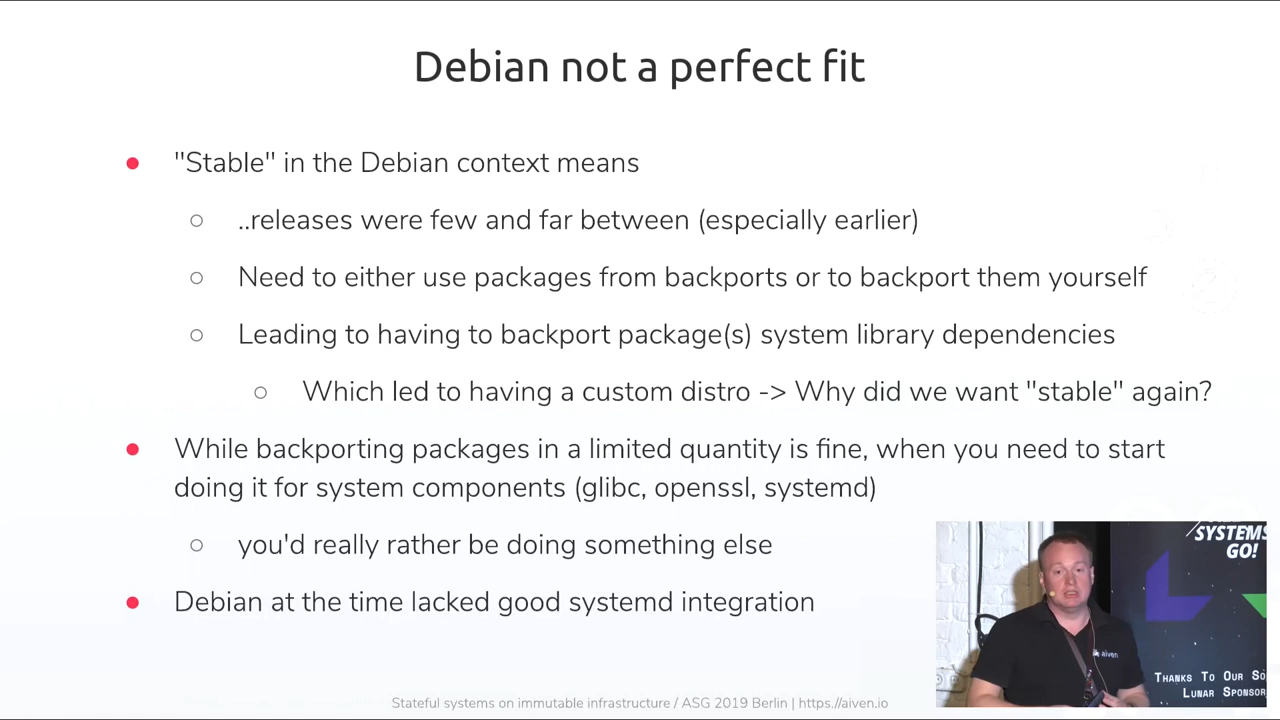 Debian not a perfect fit
"Stable" in the Debian context means
..releases were few and far between (especially earlier)
Need to either use packages from backports or to backport them yourself
Leading to having to backport package(s) system library dependencies
Which led to having a custom distro -> Why did we want "stable" again?
While backporting packages in a limited quantity is fine, when you need to start
doing it for system components (glibc, openssl, systemd)
you'd really rather be doing something else
Debian at the time lacked good systemd integration
SYSTEMS
GO!
aiven
THANKS TO OUR SO
LUNAR SPONSOR
Stateful systems on immutable infrastructure / ASG 2019 Berlin | https://aiven.io